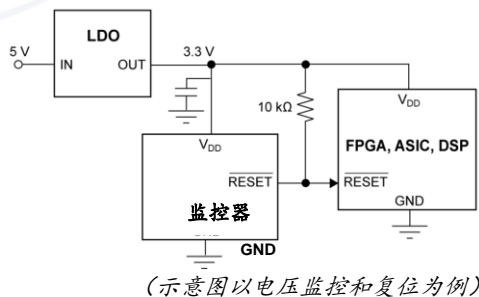 LDO
5 V
IN
OUT
3.3 V
10 kΩ
VDD
VDD
FPGA, ASIC, DSP
RESET
RESET
监控器
GND
GND
(示意图以电压监控和复位为例)